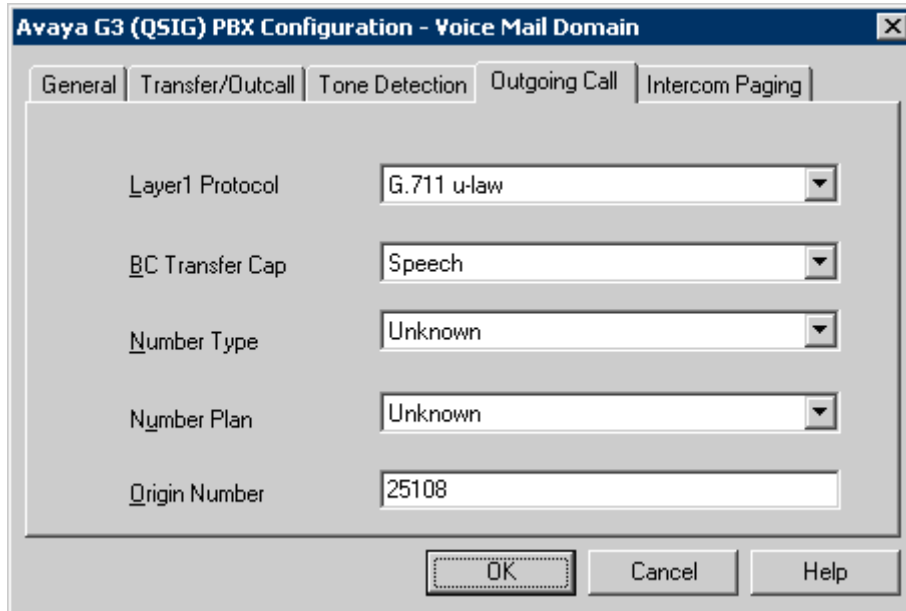 Avaya G3 (QSIG) PBX Configuration - Voice Mail Domain
General Transfer/Outcall Tone Detection Outgoing Call Intercom Paging
Layer1 Protocol G.711 u-law
BC Transfer Cap Speech
Number Type Unknown
Number Plan Unknown
Origin Number 25108
OK Cancel Help